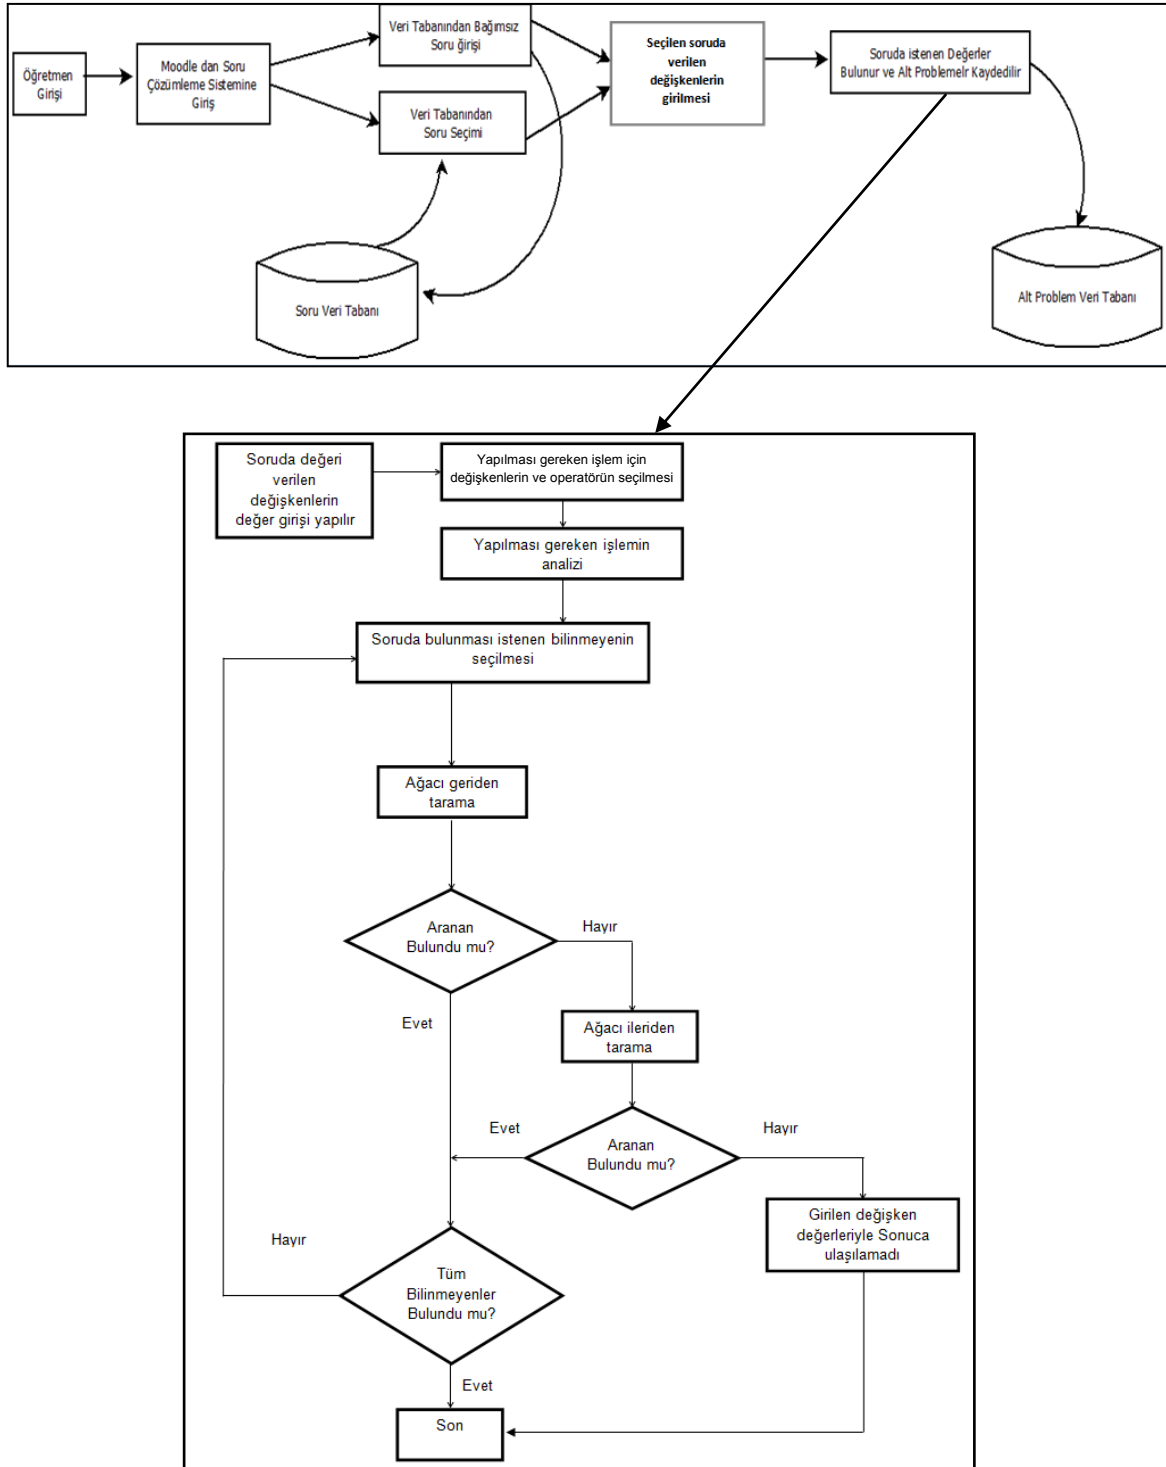 Öğretmen
Girişi
Moodle dan Soru
Çözümleme Sistemine
Giriş
Veri Tabanından Bağımsız
Soru ğirişi
Veri Tabanından
Soru Seçimi
Seçilen soruda
verilen
değişkenlerin
girilmesi
Soruda istenen Değerler
Bulunur ve Alt Problemelr Kaydedilir
Soru Veri Tabanı
Alt Problem Veri Tabanı
Soruda değeri
verilen
değişkenlerin
değer girişi yapılır
Yapılması gereken işlem için
değişkenlerin ve operatörün seçilmesi
Yapılması gereken işlemin
analizi
Soruda bulunması istenen bilinmeyenin
seçilmesi
Ağacı geriden
tarama
Aranan
Bulundu mu?
Hayır
Evet
Ağacı ileriden
tarama
Evet
Aranan
Bulundu mu?
Hayır
Girilen değişken
değerleriyle Sonuca
ulaşılamadı
Hayır
Tüm
Bilinmeyenler
Bulundu mu?
Evet
Son